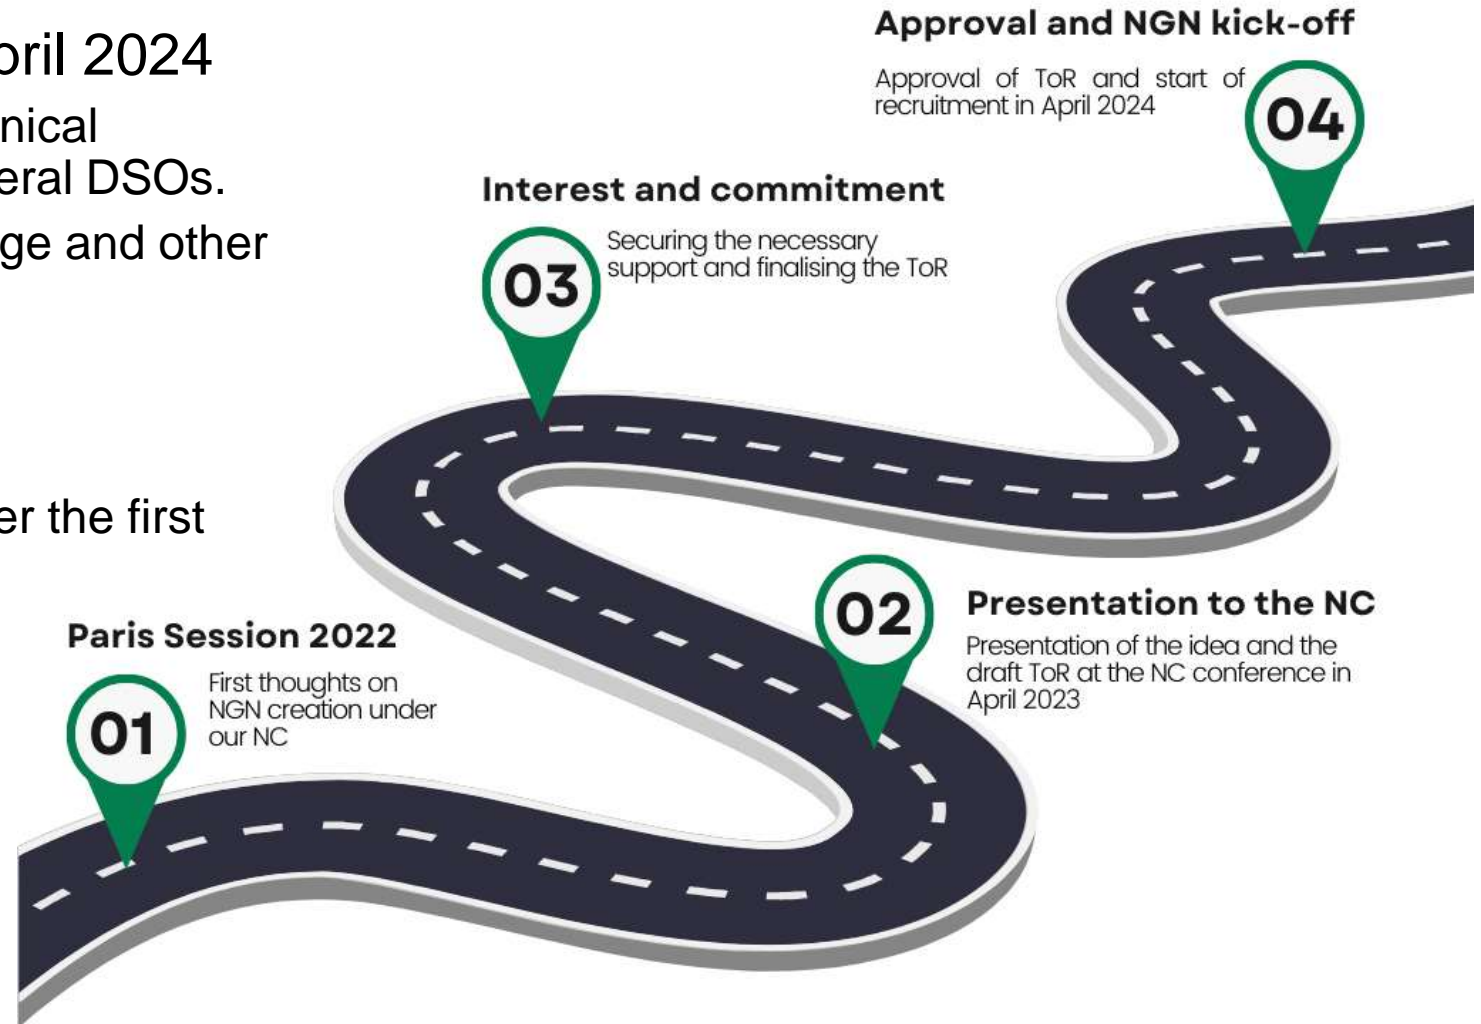 pril 2024
nical
eral DSOs.
ge and other
er the first
Paris Session 2022
01
First thoughts on
NGN creation under
our NC
02
Presentation to the NC
Presentation of the idea and the
draft ToR at the NC conference in
April 2023
Interest and commitment
03
Securing the necessary
support and finalising the ToR
Approval and NGN kick-off
Approval of ToR and start of
recruitment in April 2024
04